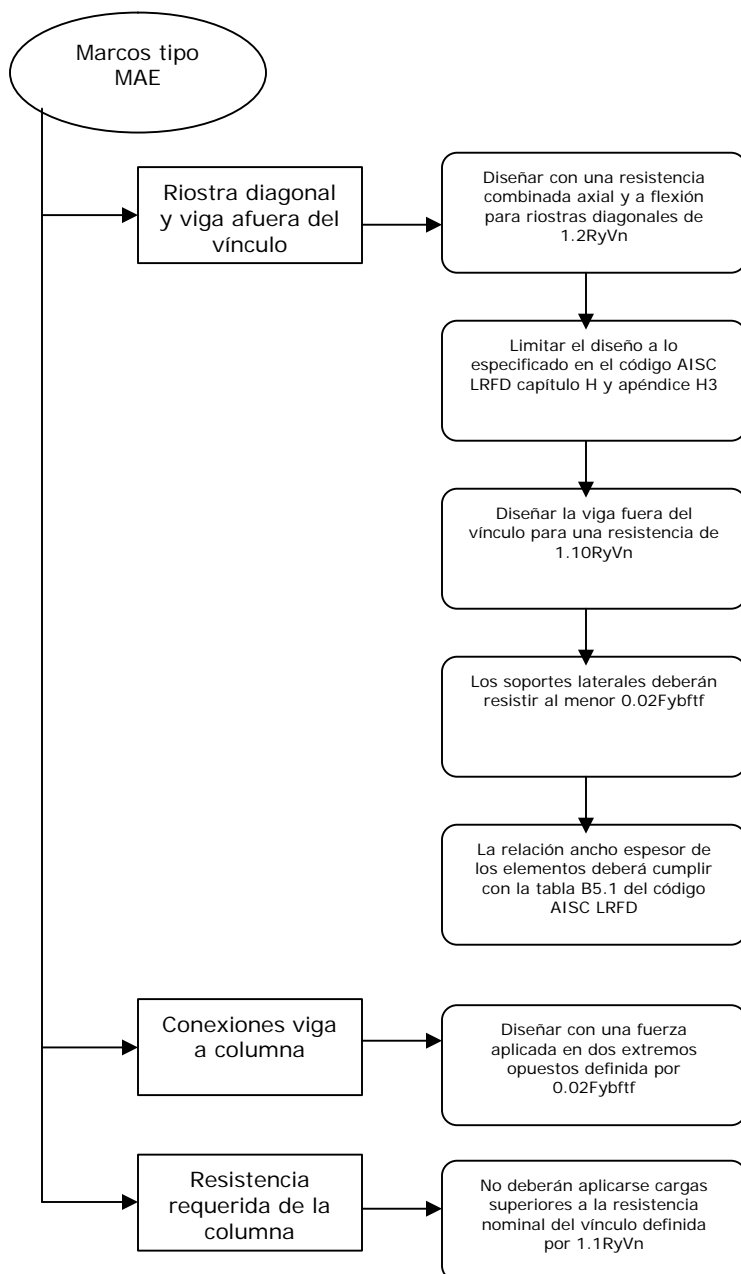 Marcos tipo
MAE
Riostra diagonal
y viga afuera del
vínculo
Diseñar con una resistencia
combinada axial y a flexión
para riostras diagonales de
1.2RyVn
Limitar el diseño a lo
especificado en el código AISC
LRFD capítulo H y apéndice H3
Diseñar la viga fuera del
vínculo para una resistencia de
1.10RyVn
Los soportes laterales deberán
resistir al menor 0.02Fybftf
La relación ancho espesor de
los elementos deberá cumplir
con la tabla B5.1 del código
AISC LRFD
Conexiones viga
a columna
Diseñar con una fuerza
aplicada en dos extremos
opuestos definida por
0.02Fybftf
Resistencia
requerida de la
columna
No deberán aplicarse cargas
superiores a la resistencia
nominal del vínculo definida
por 1.1RyVn